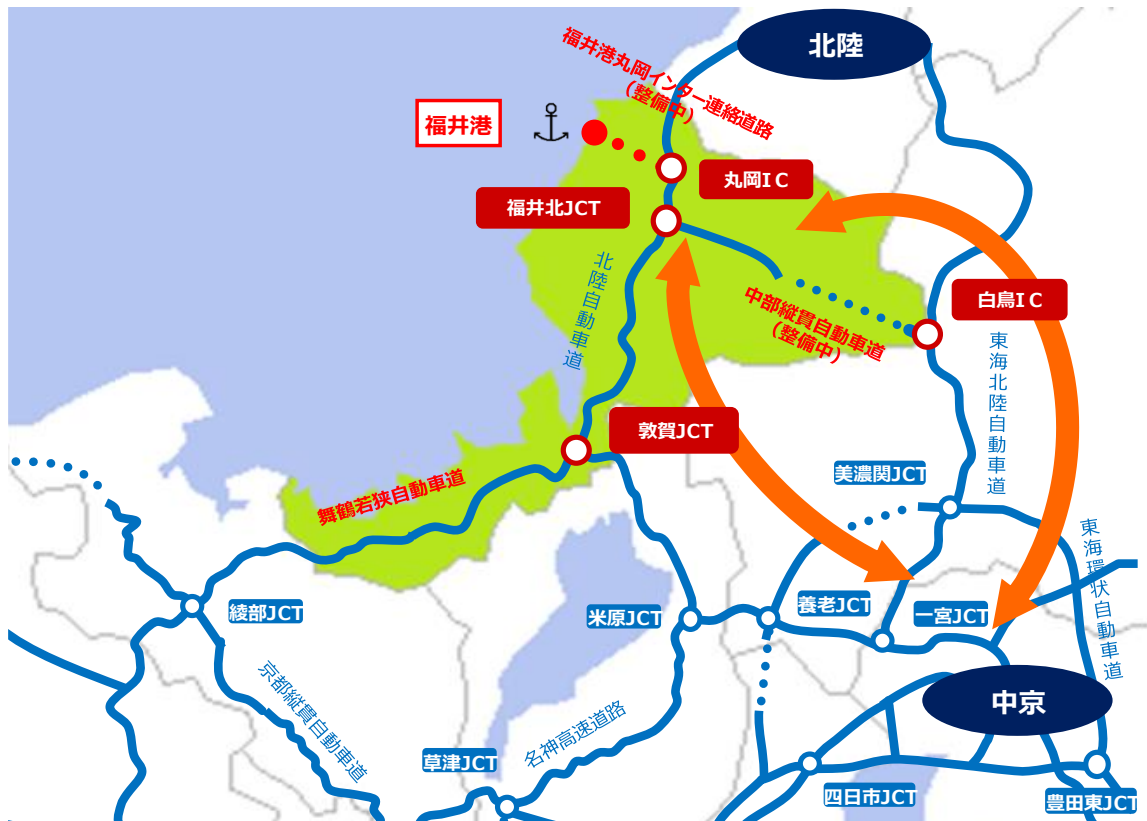 北陸
福井港丸岡インター連絡道路
（整備中）
福井港
丸岡IC
福井北JCT
北陸自動車道
中部縦貫自動車道
（整備中）
白鳥IC
東海北陸自動車道
敦賀JCT
美濃関JCT
舞鶴若狭自動車道
東海環状自動車道
綾部JCT
米原JCT
養老JCT
一宮JCT
京都縦貫自動車道
中京
名神高速道路
草津JCT
四日市JCT
豊田東JCT